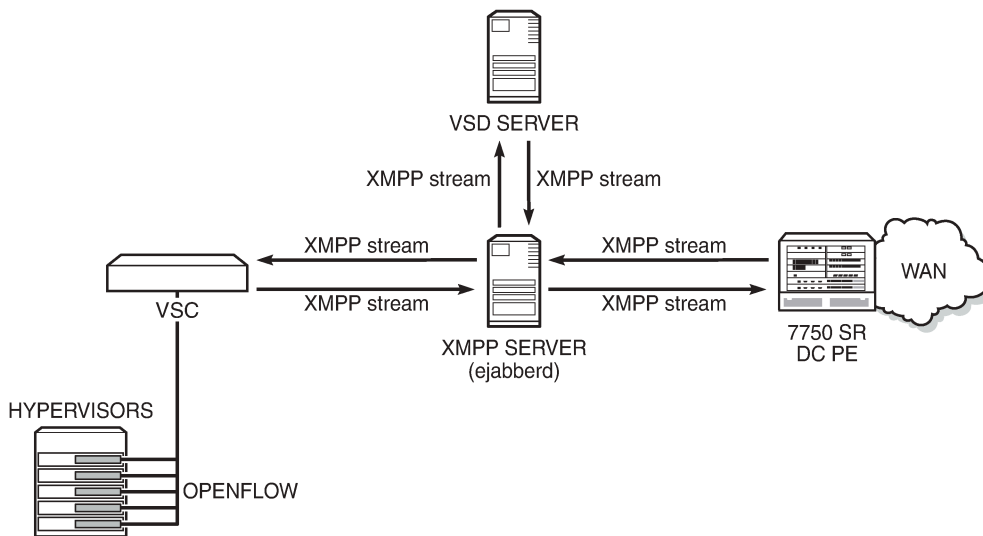 VSD SERVER
XMPP stream
XMPP stream
XMPP stream
XMPP stream
WAN
XMPP stream
XMPP stream
VSC
7750 SR
DC PE
XMPP SERVER
(ejabberd)
HYPERVISORS
OPENFLOW